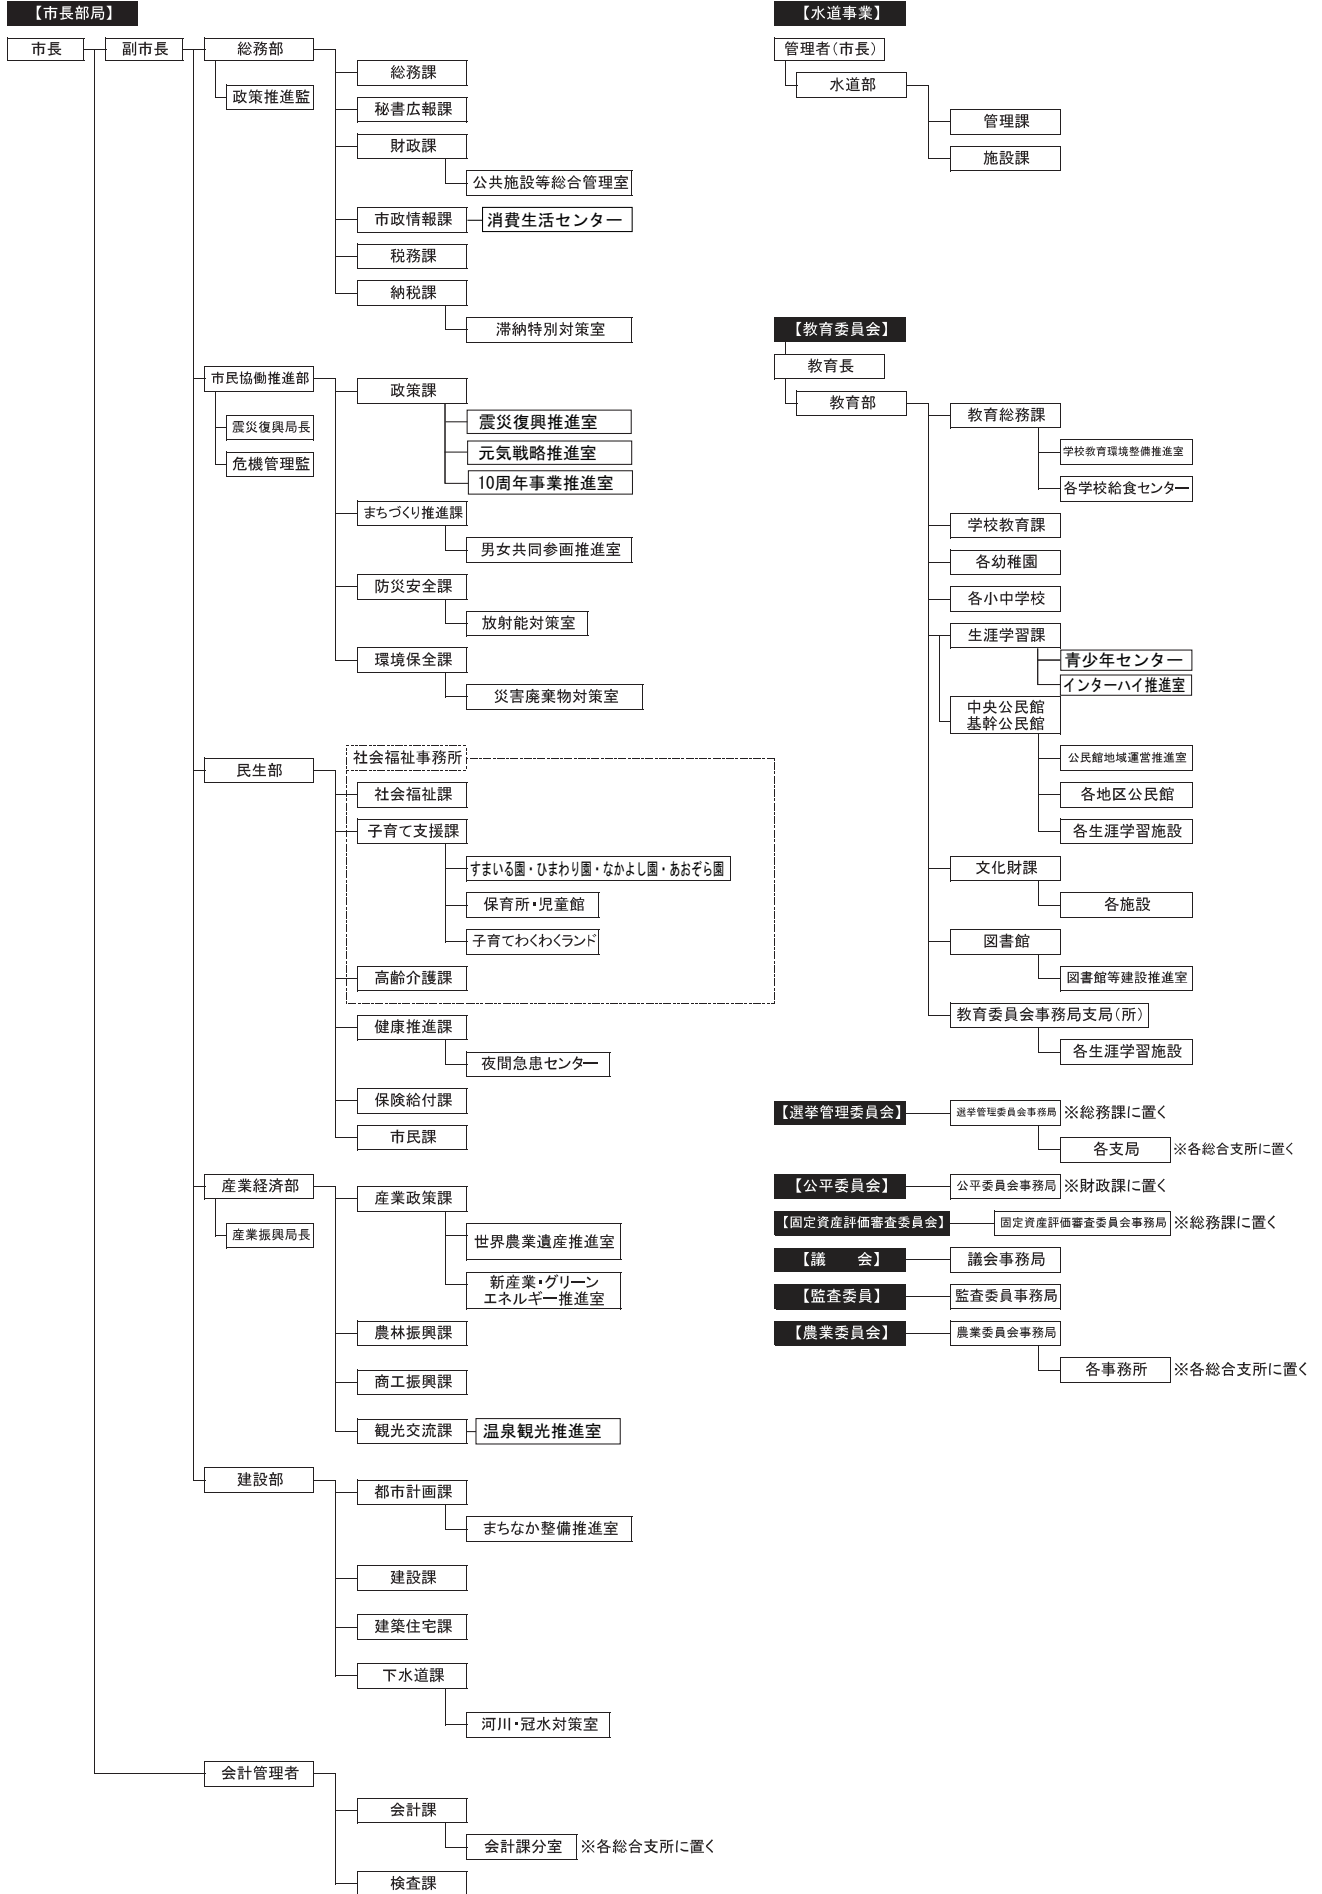 【市長部局】
市長
副市長
総務部
政策推進監
総務課
秘書広報課
財政課
公共施設等総合管理室
市政情報課
消費生活センター
税務課
納税課
滞納特別対策室
市民協働推進部
震災復興局長
危機管理監
政策課
震災復興推進室
元気戦略推進室
10周年事業推進室
まちづくり推進課
男女共同参画推進室
防災安全課
放射能対策室
環境保全課
災害廃棄物対策室
民生部
社会福祉事務所
社会福祉課
子育て支援課
すまいる園・ひまわり園・なかよし園・あおぞら園
保育所・児童館
子育てわくわくランド
高齢介護課
健康推進課
夜間急患センター
保険給付課
市民課
産業経済部
産業振興局長
産業政策課
世界農業遺産推進室
新産業・グリーン
エネルギー推進室
農林振興課
商工振興課
観光交流課
温泉観光推進室
建設部
都市計画課
まちなか整備推進室
建設課
建築住宅課
下水道課
河川・冠水対策室
会計管理者
会計課
会計課分室
※各総合支所に置く
検査課
【水道事業】
管理者（市長）
水道部
管理課
施設課
【教育委員会】
教育長
教育部
教育総務課
学校教育環境整備推進室
各学校給食センター
学校教育課
各幼稚園
各小中学校
生涯学習課
青少年センター
インターハイ推進室
中央公民館
基幹公民館
公民館地域運営推進室
各地区公民館
各生涯学習施設
文化財課
各施設
図書館
図書館等建設推進室
教育委員会事務局支局（所）
各生涯学習施設
【選挙管理委員会】
選挙管理委員会事務局
※総務課に置く
各支局
※各総合支所に置く
【公平委員会】
公平委員会事務局
※財政課に置く
【固定資産評価審査委員会】
固定資産評価審査委員会事務局
※総務課に置く
【議　　会】
議会事務局
【監査委員】
監査委員事務局
【農業委員会】
農業委員会事務局
各事務所
※各総合支所に置く